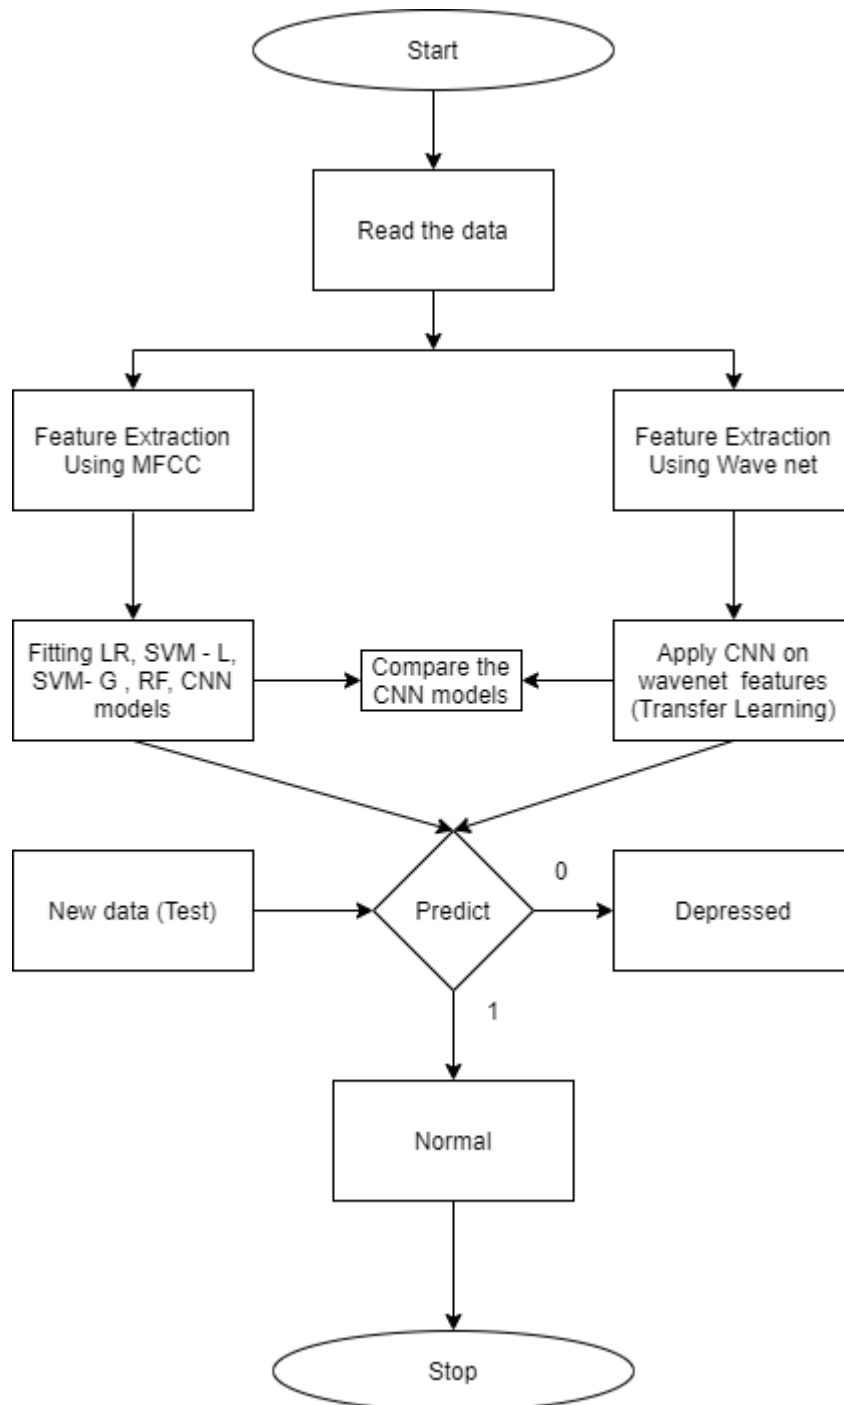 Start
Read the data
Feature Extraction
Using MFCC
Feature Extraction
Using Wave net
Fitting LR, SVM - L,
SVM- G , RF, CNN
models
Compare the
CNN models
Apply CNN on
wavenet features
(Transfer Learning)
New data (Test)
Predict
0
Depressed
1
Normal
Stop